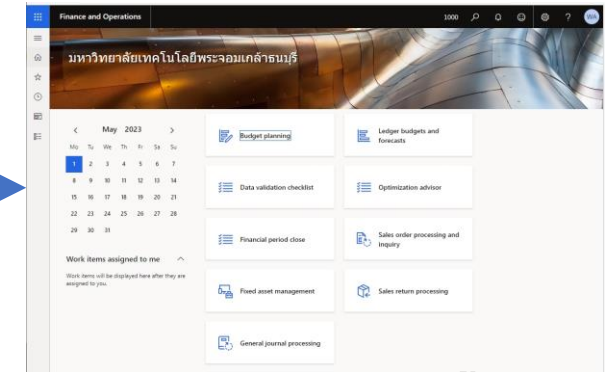 Finance and Operations
1000
?
WA
มหาวิทยาลัยเทคโนโลยีพระจอมเกล้าธนบุรี
May 2023
Mo Tu We Th Fr Sa Su
1 2 3 4 5 6 7
8 9 10 11 12 13 14
15 16 17 18 19 20 21
22 23 24 25 26 27 28
29 30 31
Work items assigned to me
Work items will be displayed here after they are
assigned to you.
Budget planning
Ledger budgets and
forecasts
Data validation checklist
Optimization advisor
Financial period close
Sales order processing and
inquiry
Fixed asset management
Sales return processing
General journal processing